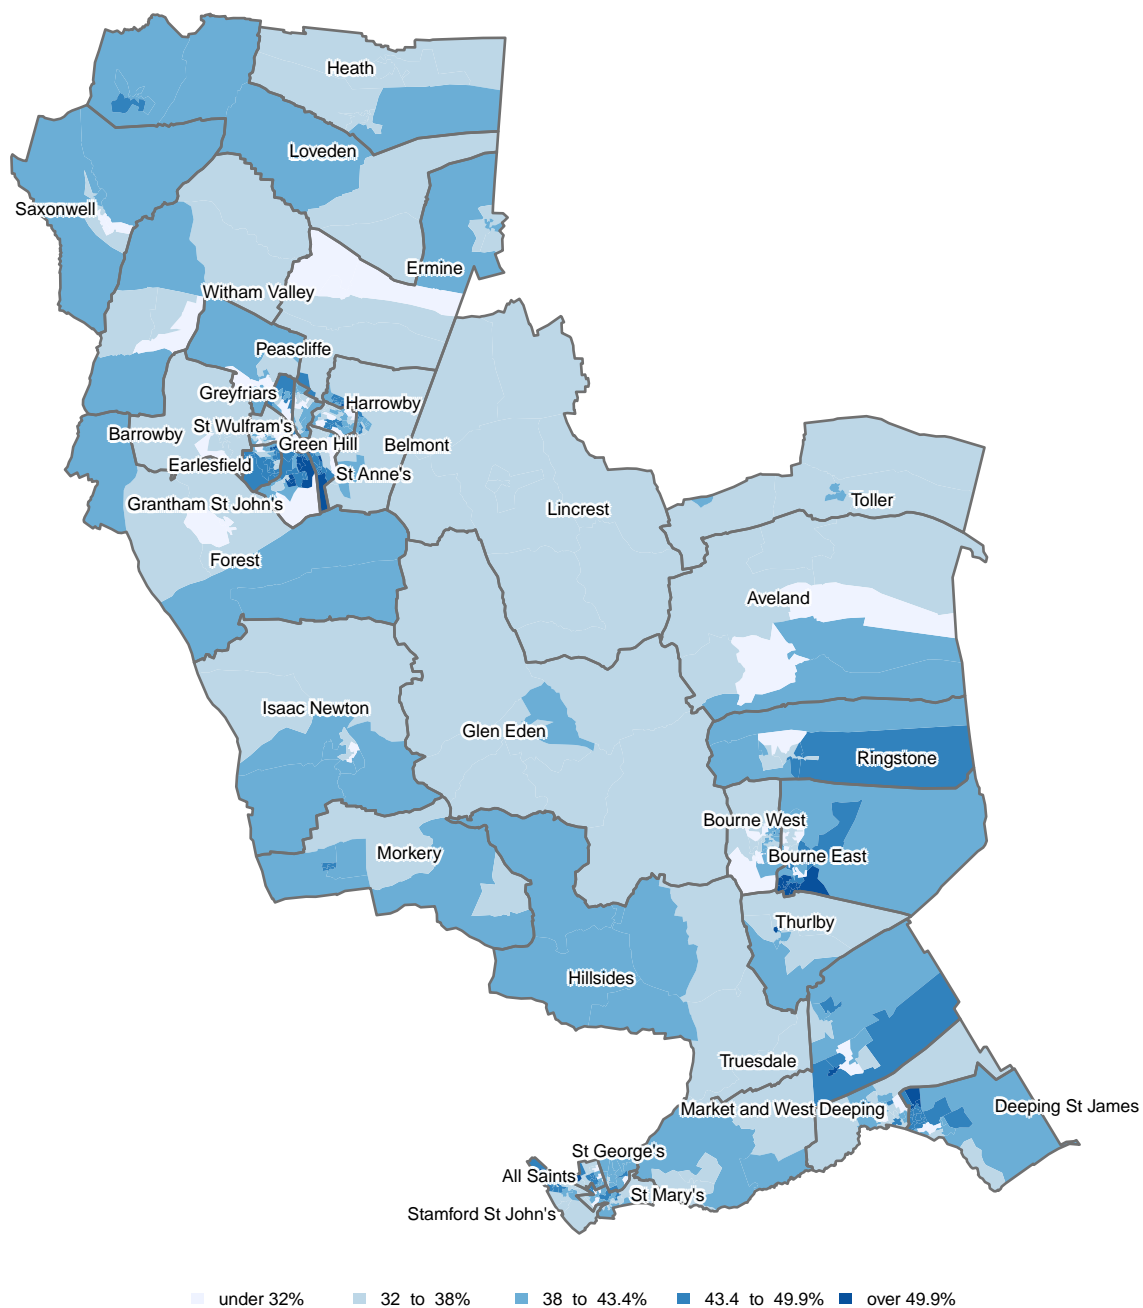 Heath
Loveden
Saxonwell
Ermine
Witham Valley
Peascliffe
Greyfriars
Harrowby
St Wulfram's
Barrowby
Green Hill
Belmont
Earlesfield
St Anne's
Grantham St John's
Lincrest
Toller
Forest
Aveland
Isaac Newton
Glen Eden
Ringstone
Bourne West
Morkery
Bourne East
Thurlby
Hillsides
Truesdale
Market and West Deeping
Deeping St James
St George's
All Saints
St Mary's
Stamford St John's
under 32% 32 to 38% 38 to 43.4% 43.4 to 49.9% over 49.9%